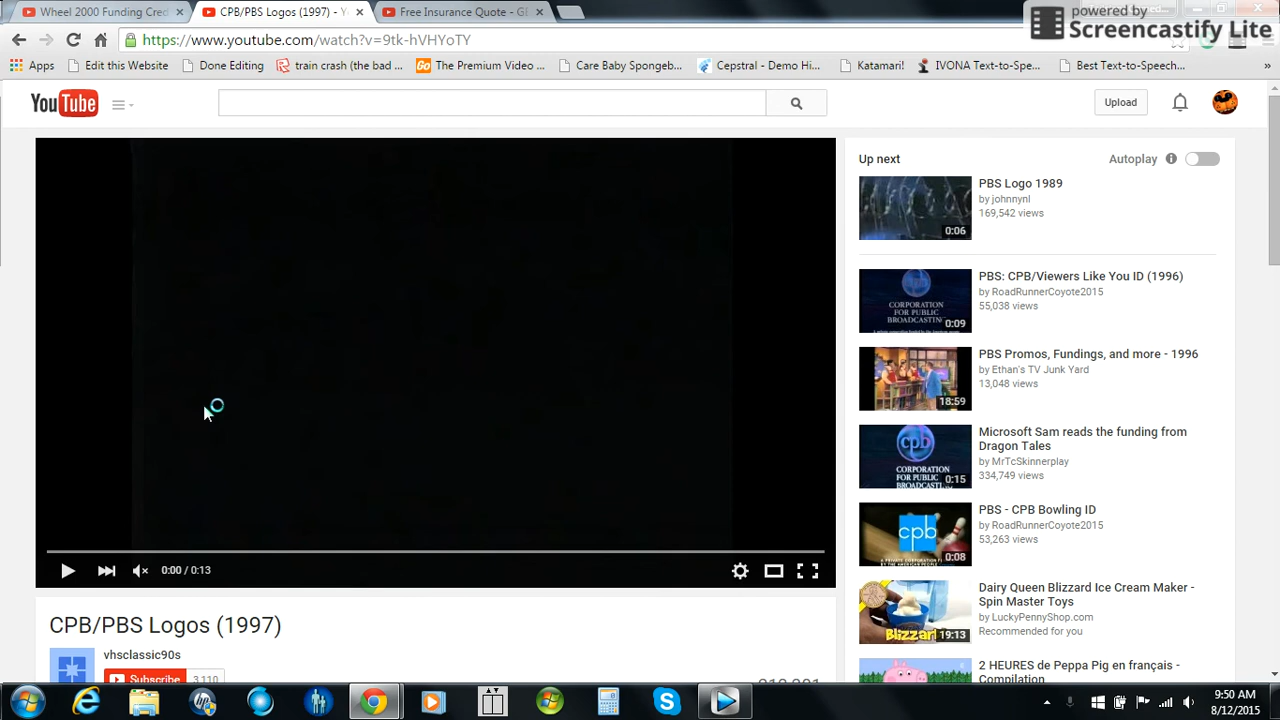 powered by
Screencastify Lite
Wheel 2000 Funding Cred
CPB/PBS Logos (1997) - Y
Free Insurance Quote - G
https://www.youtube.com/watch?v=9tk-hVHYoTY
Apps
Edit this Website
Done Editing
train crash (the bad ...
Go
The Premium Video
Care Baby Spongeb...
Cepstral - Demo Hi...
Katamari!
IVONA Text-to-Spe...
Best Text-to-Speech...
»
YouTube
Upload
Up next
Autoplay
PBS Logo 1989
by johnnynl
169,542 views
0:06
PBS: CPB/Viewers Like You ID (1996)
by RoadRunnerCoyote2015
55,038 views
cpb
CORPORATION
FOR PUBLIC
BROADCASTING
0:09
PBS Promos, Fundings, and more - 1996
by Ethan's TV Junk Yard
13,048 views
18:59
Microsoft Sam reads the funding from
Dragon Tales
by MrTcSkinnerplay
334,749 views
cpb
CORPORATION
FOR PUBLIC
BROADCASTING
0:15
PBS - CPB Bowling ID
by RoadRunnerCoyote2015
53,263 views
cpb
0:08
Dairy Queen Blizzard Ice Cream Maker -
Spin Master Toys
by LuckyPennyShop.com
Recommended for you
Blizzard
19:13
2 HEURES de Peppa Pig en français -
Compilation
0:00 / 0:13
CPB/PBS Logos (1997)
vhsclassic90s
Subscribe
3,110
9:50 AM
8/12/2015